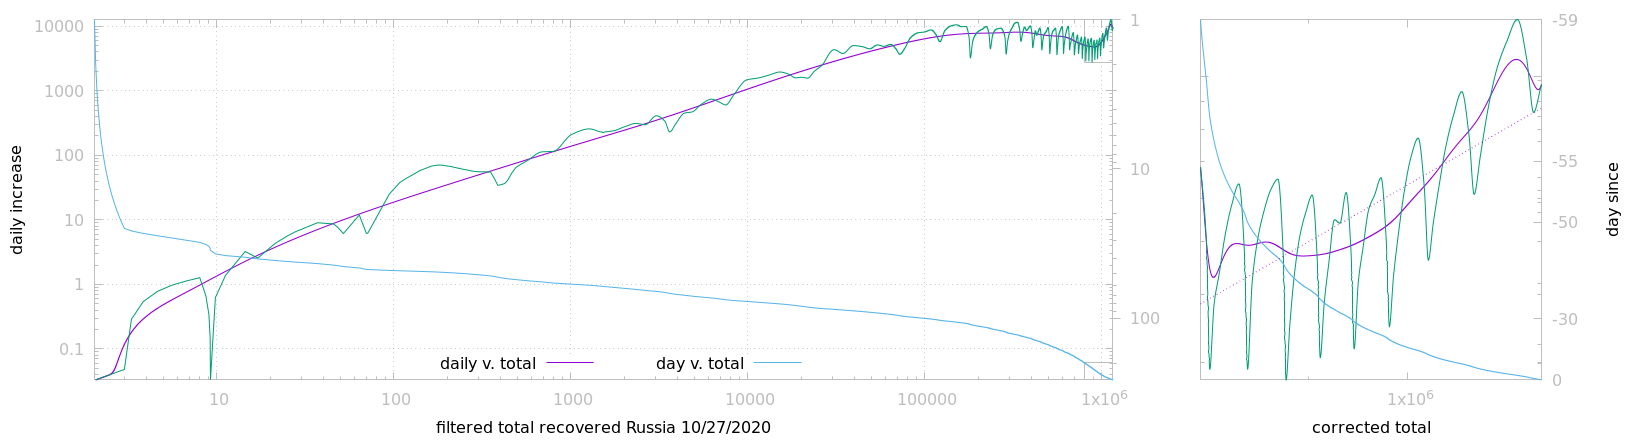 10000
1000
100
10
1
0.1
daily increase
1
10
100
-59
-55
-50
-30
0
day since
daily v. total
day v. total
10
100
1000
10000
100000
1x10^6
1x10^6
filtered total recovered Russia 10/27/2020
corrected total